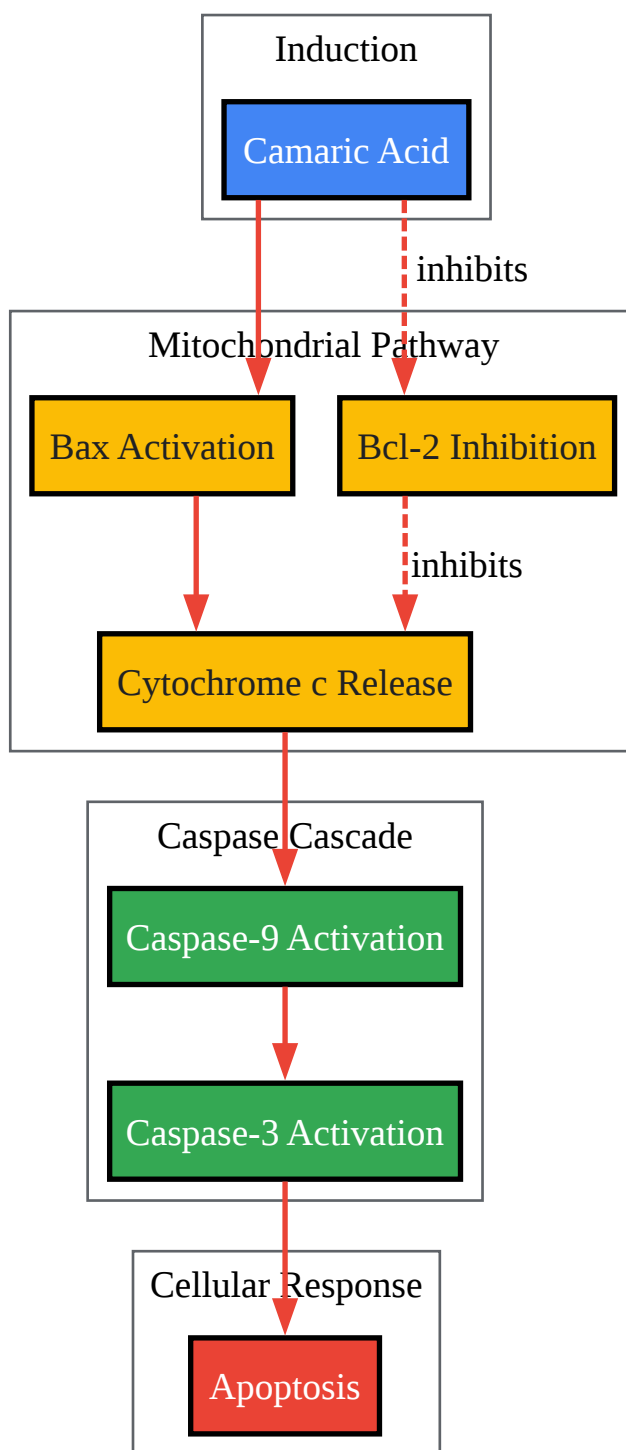 Induction
Camaric Acid
inhibits
Mitochondrial Pathway
Bax Activation
Bcl-2 Inhibition
inhibits
Cytochrome c Release
Caspase Cascade
Caspase-9 Activation
Caspase-3 Activation
Cellular Response
Apoptosis